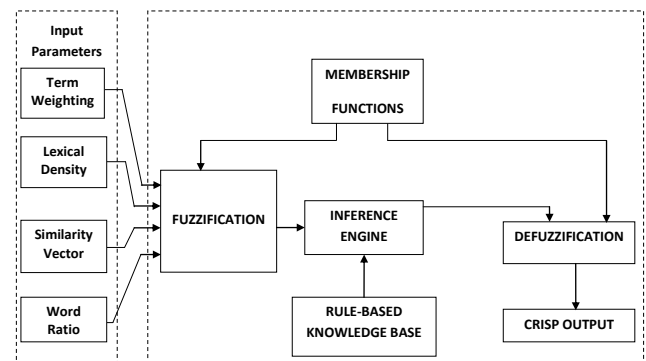 Input
Parameters
Term
Weighting
Lexical
Density
Similarity
Vector
Word
Ratio
MEMBERSHIP
FUNCTIONS
FUZZIFICATION
INFERENCE
ENGINE
DEFUZZIFICATION
RULE-BASED
KNOWLEDGE BASE
CRISP OUTPUT